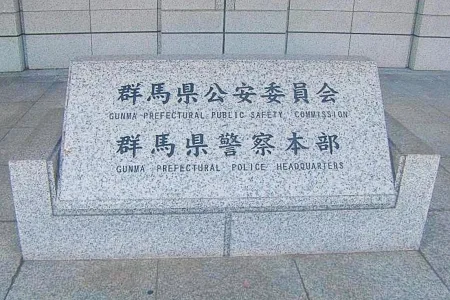 群馬県公安委員会
GUNMA PREFECTURAL PUBLIC SAFETY COMMISSION
群馬県警察本部
GUNMA PREFECTURAL POLICE HEADQUARTERS